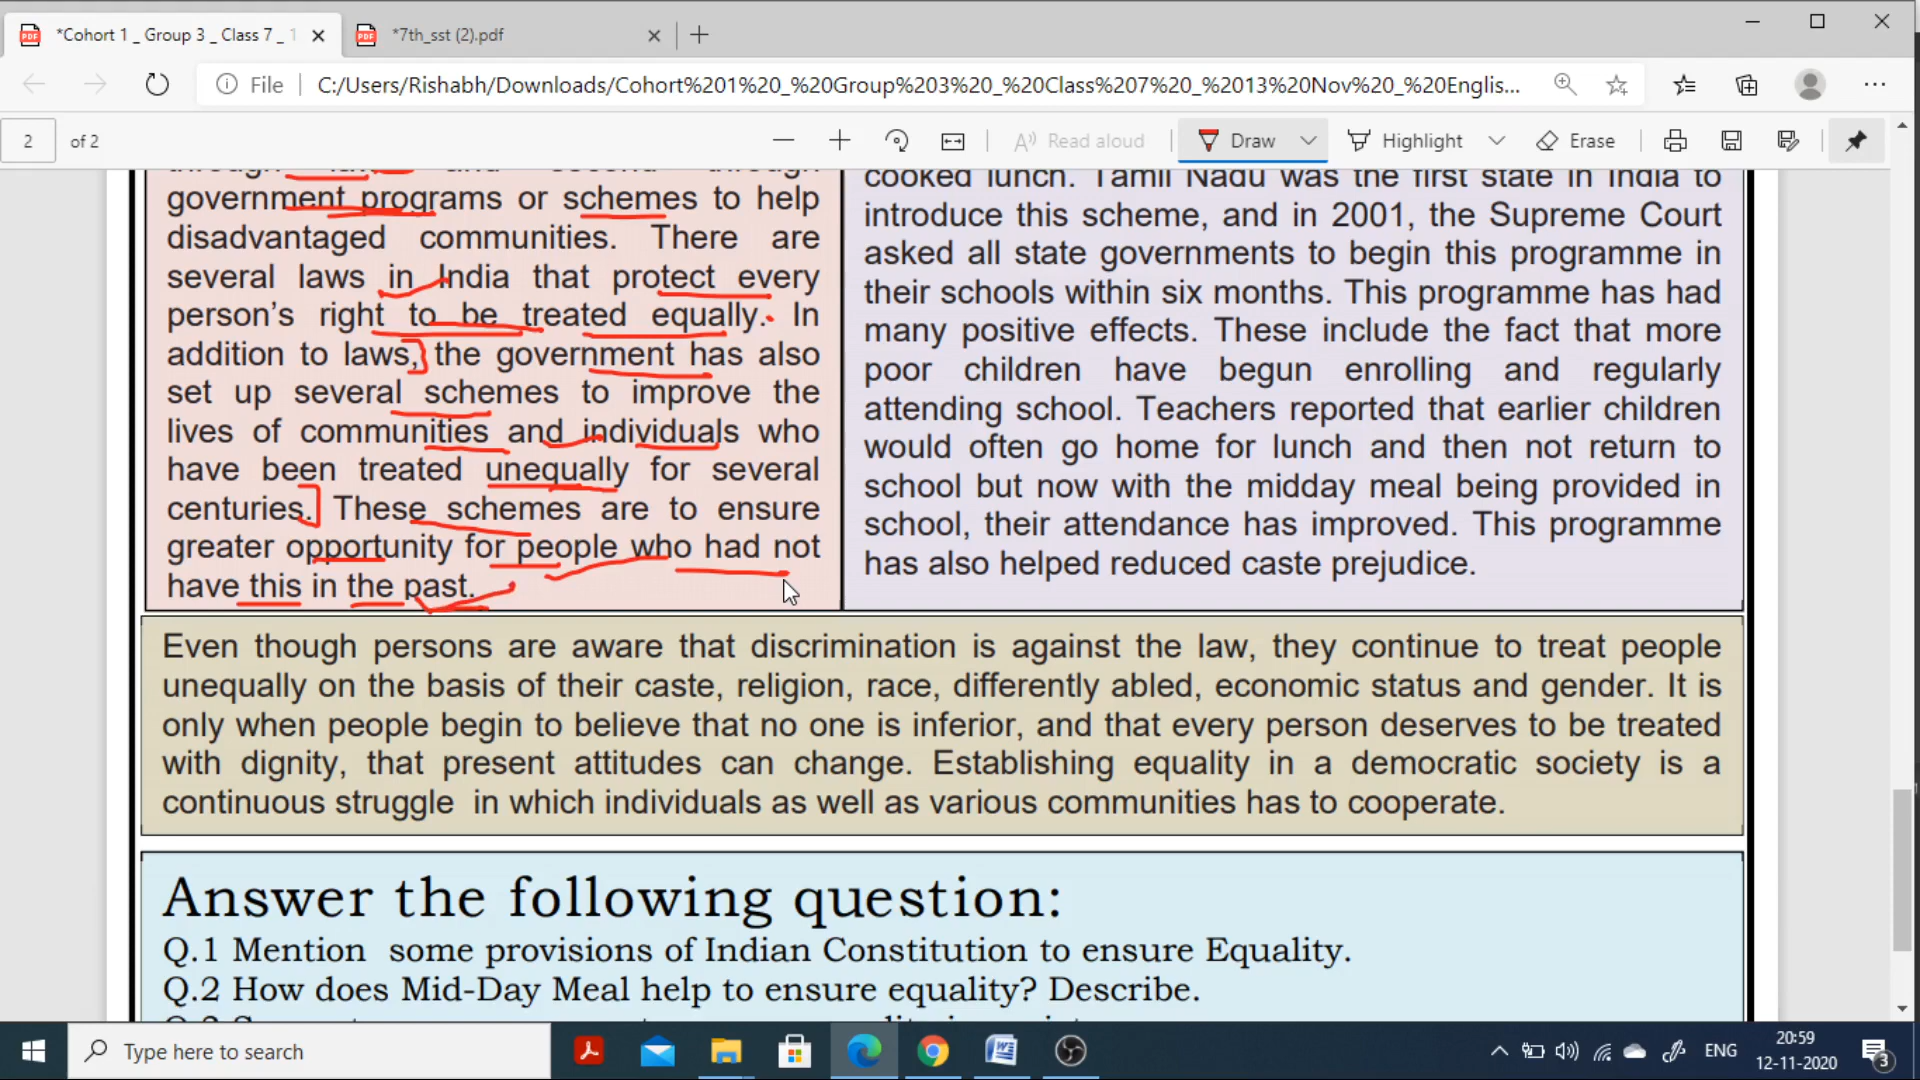 *Cohort 1 _ Group 3 _ Class 7 _ 1
*7th_sst (2).pdf
File
C:/Users/Rishabh/Downloads/Cohort%201%20_%20Group%203%20_%20Class%207%20_%2013%20Nov%20_%20Englis...
2 of 2
Read aloud
Draw
Highlight
Erase
through
government programs or schemes to help
disadvantaged communities. There are
several laws in India that protect every
person's right to be treated equally. In
addition to laws, the government has also
set up several schemes to improve the
lives of communities and individuals who
have been treated unequally for several
centuries. These schemes are to ensure
greater opportunity for people who had not
have this in the past.
cooked lunch. Tamil Nadu was the first state in India to
introduce this scheme, and in 2001, the Supreme Court
asked all state governments to begin this programme in
their schools within six months. This programme has had
many positive effects. These include the fact that more
poor children have begun enrolling and regularly
attending school. Teachers reported that earlier children
would often go home for lunch and then not return to
school but now with the midday meal being provided in
school, their attendance has improved. This programme
has also helped reduced caste prejudice.
Even though persons are aware that discrimination is against the law, they continue to treat people
unequally on the basis of their caste, religion, race, differently abled, economic status and gender. It is
only when people begin to believe that no one is inferior, and that every person deserves to be treated
with dignity, that present attitudes can change. Establishing equality in a democratic society is a
continuous struggle in which individuals as well as various communities has to cooperate.
Answer the following question:
Q.1 Mention some provisions of Indian Constitution to ensure Equality.
Q.2 How does Mid-Day Meal help to ensure equality? Describe.
Type here to search
ENG
20:59
12-11-2020
3